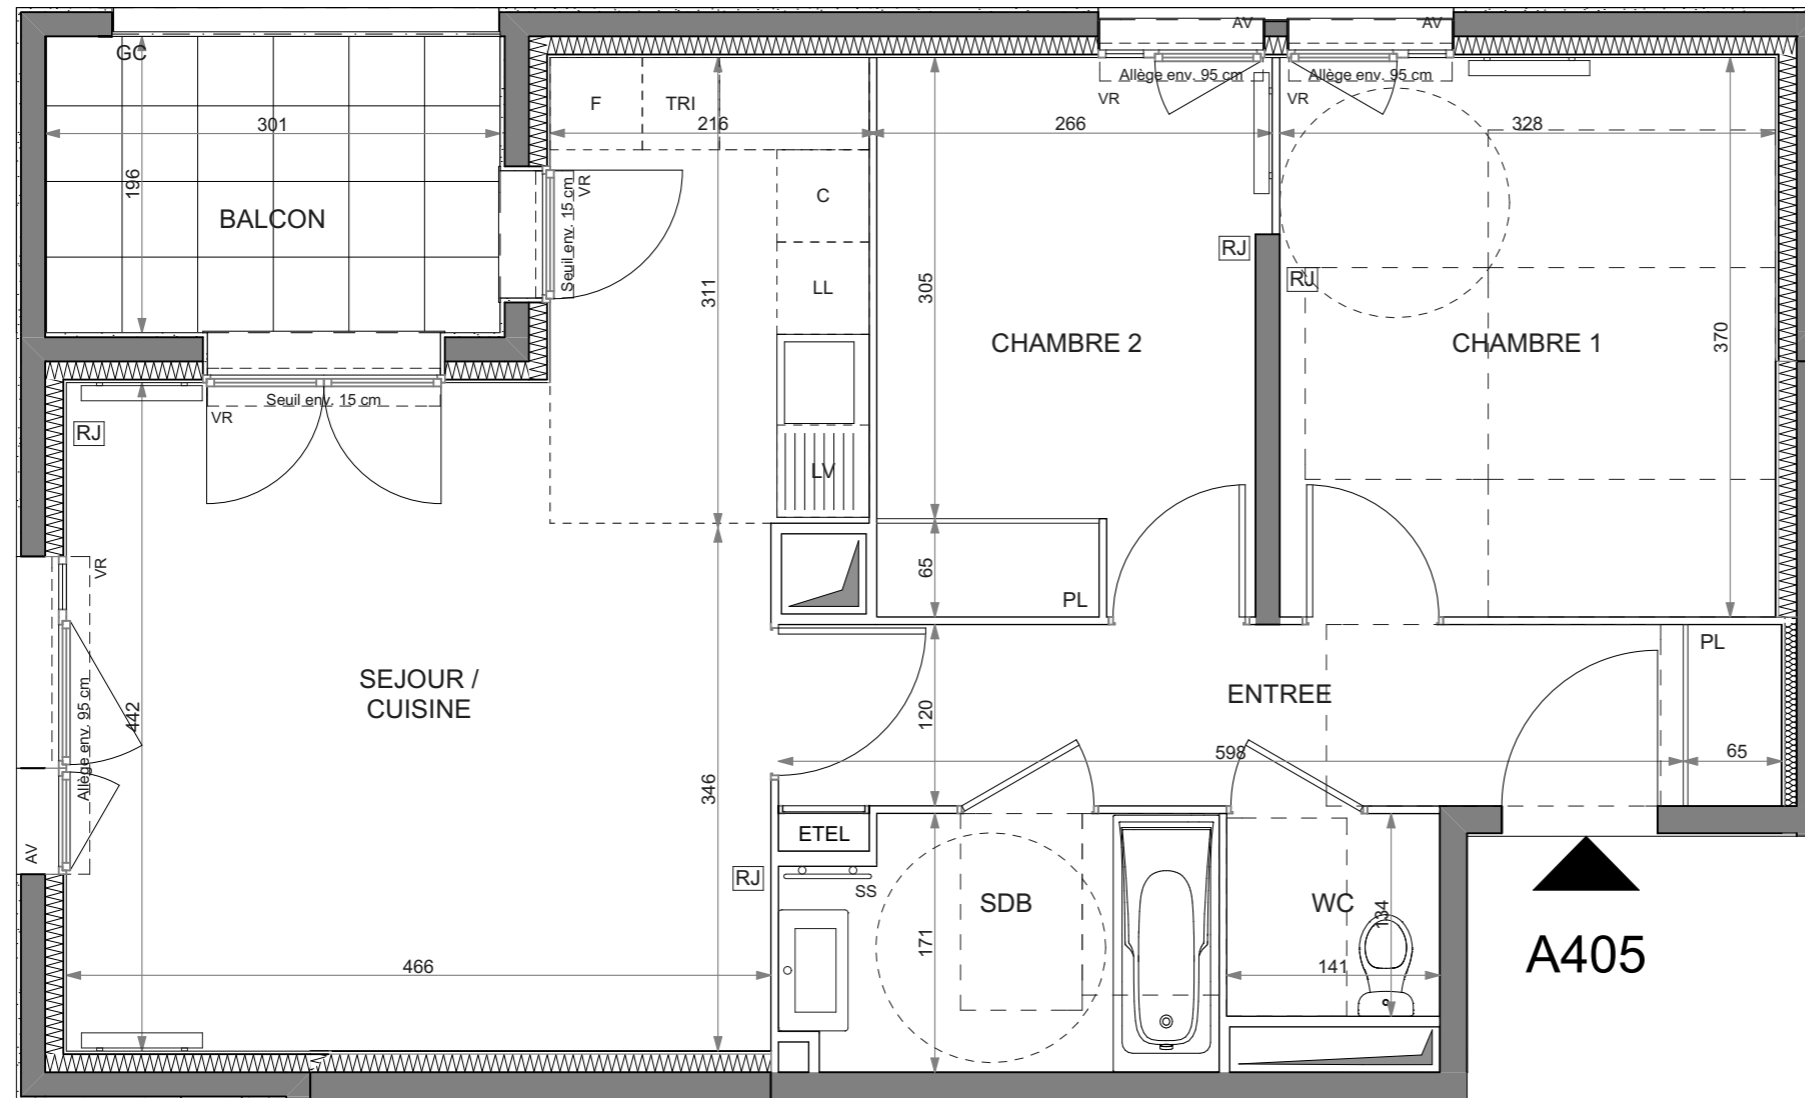 AV
AV
GC
Allège env. 95 cm
Allège env. 95 cm
F
TRI
VR
VR
301
216
266
328
196
VR
Seuil env. 15 cm
C
BALCON
RJ
RJ
311
LL
305
CHAMBRE 2
CHAMBRE 1
370
Seuil env. 15 cm
VR
RJ
LV
VR
65
PL
SEJOUR /
CUISINE
ENTREE
PL
Allège env. 95 cm
442
120
598
65
346
ETEL
AV
RJ
SS
SDB
WC
134
171
466
141
A405